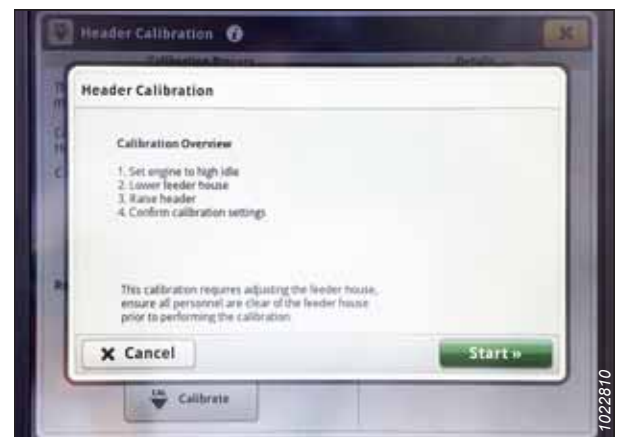 Header Calibration
Details
Header Calibration
Calibration Overview
1. Set engine to high idle
2. Lower feeder house
3. Raise header
4. Confirm calibration settings
This calibration requires adjusting the feeder house,
ensure all personnel are clear of the feeder house
prior to performing the calibration
Cancel
Start »
CAL
Calibrate
1022810